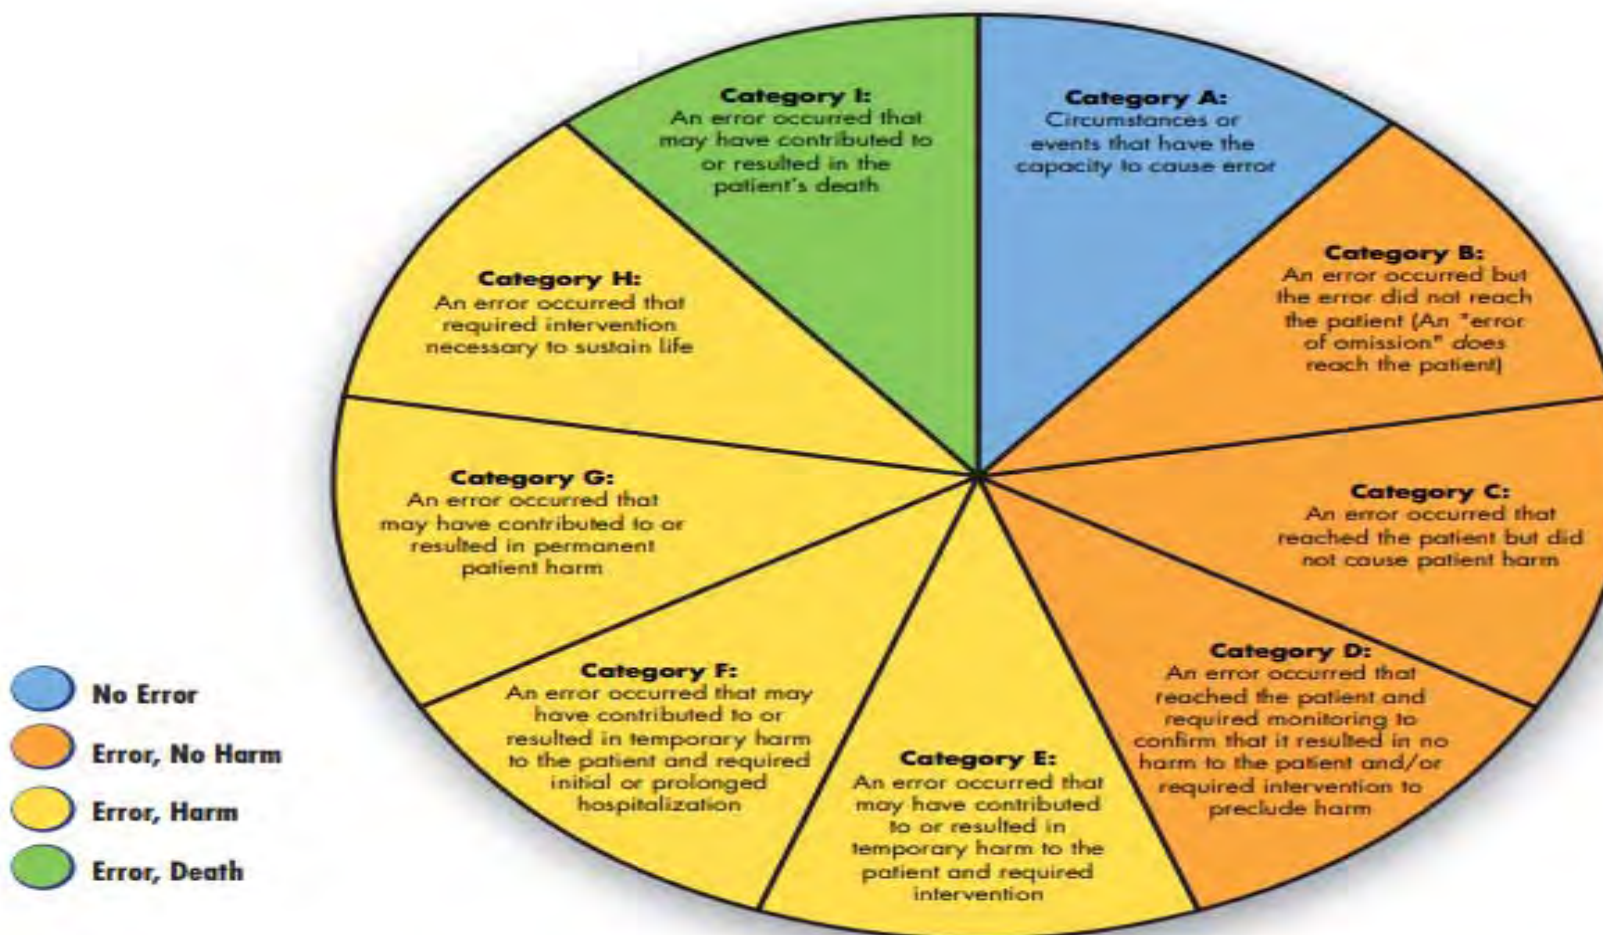 Category I:
An error occurred that
may have contributed to
or resulted in the
patient's death
Category A:
Circumstances or
events that have the
capacity to cause error
Category B:
An error occurred but
the error did not reach
the patient (An "error
of omission" does
reach the patient)
Category H:
An error occurred that
required intervention
necessary to sustain life
Category G:
An error occurred that
may have contributed to or
resulted in permanent
patient harm
Category C:
An error occurred that
reached the patient but did
not cause patient harm
Category F:
An error occurred that may
have contributed to or
resulted in temporary harm
to the patient and required
initial or prolonged
hospitalization
Category D:
An error occurred that
reached the patient and
required monitoring to
confirm that it resulted in no
harm to the patient and/or
required intervention to
preclude harm
Category E:
An error occurred that
may have contributed
to or resulted in
temporary harm to the
patient and required
intervention
No Error
Error, No Harm
Error, Harm
Error, Death